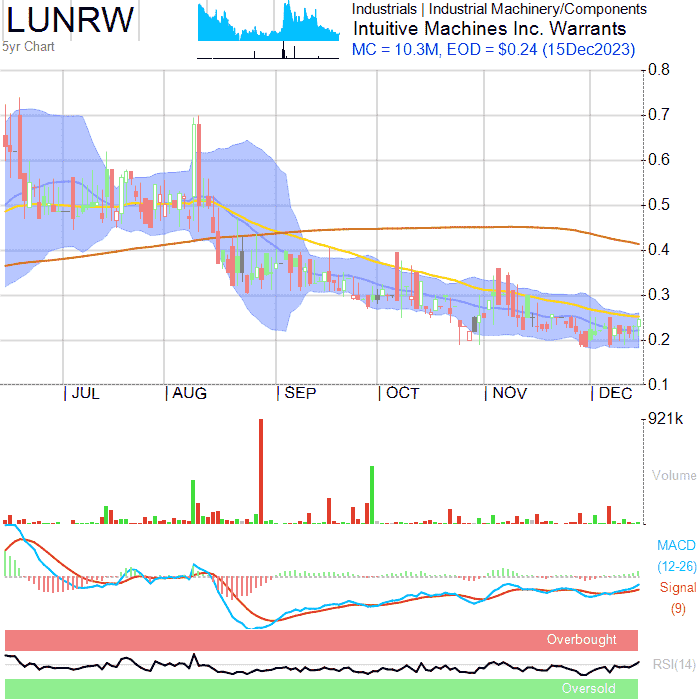 LUNRW
5yr Chart
Industrials | Industrial Machinery/Components
Intuitive Machines Inc. Warrants
MC = 10.3M, EOD = $0.24 (15Dec2023)
0.8
0.7
0.6
0.5
0.4
0.3
0.2
0.1
JUL AUG SEP OCT NOV DEC
921k
Volume
MACD
(12-26)
Signal
(9)
Overbought
RSI(14)
Oversold